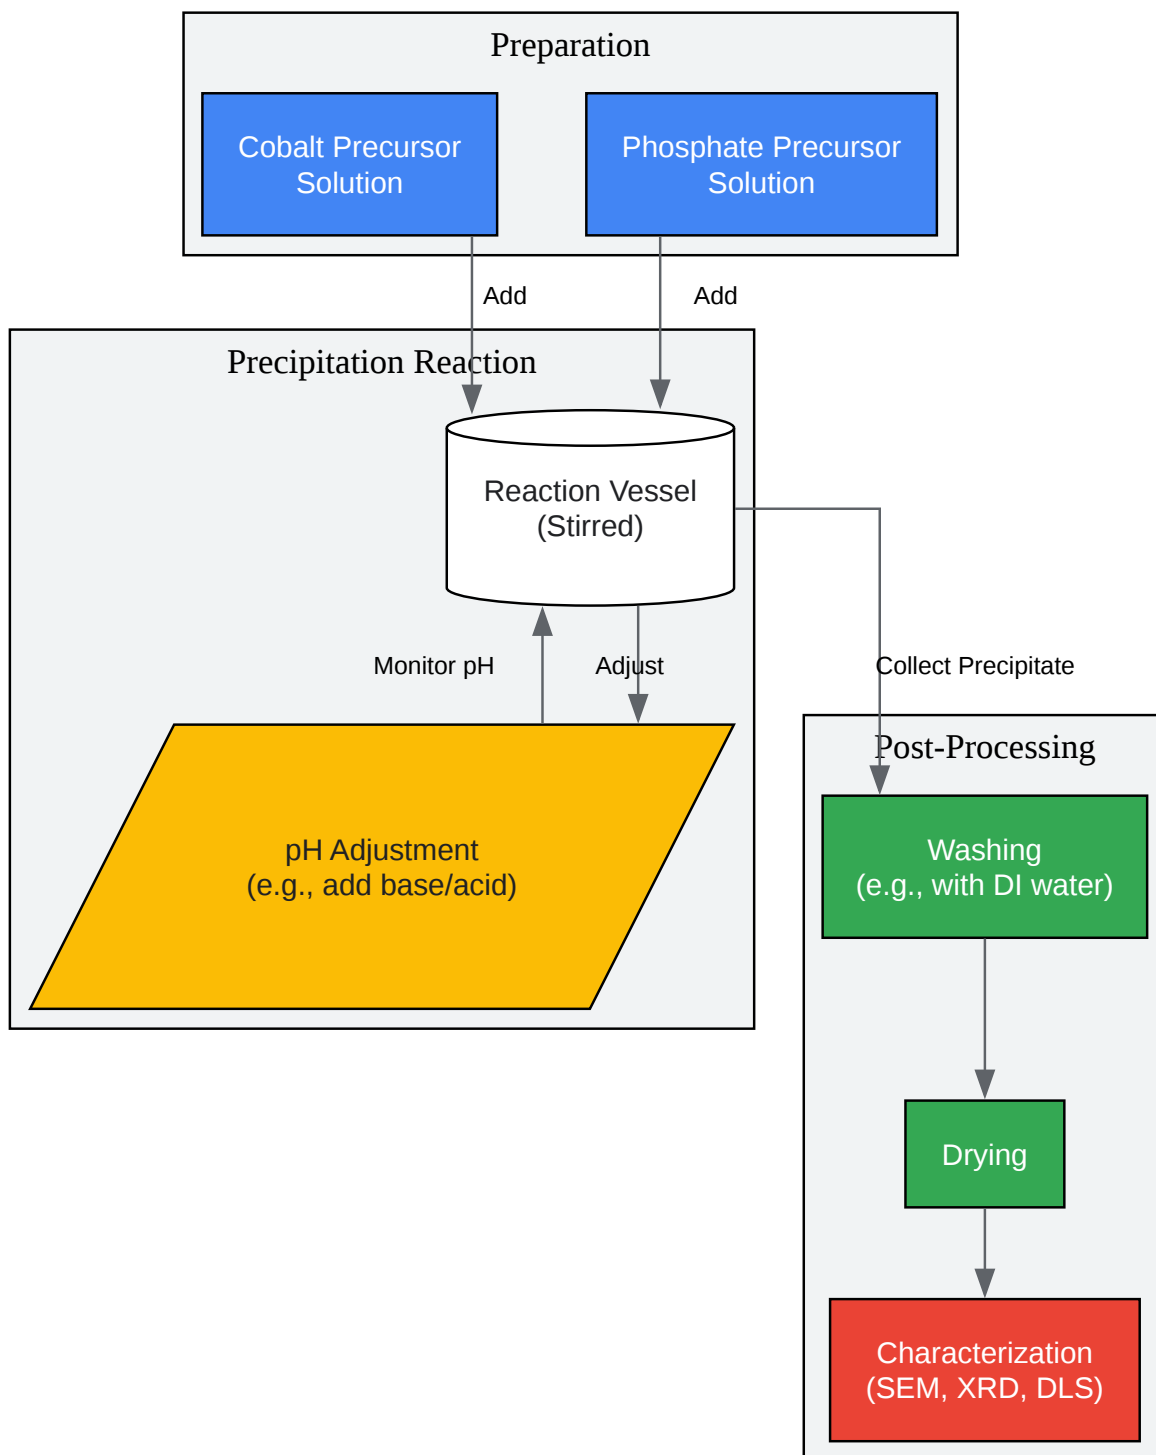 Preparation
Cobalt Precursor
Solution
Phosphate Precursor
Solution
Add
Add
Precipitation Reaction
Reaction Vessel
(Stirred)
Monitor pH
Adjust
Collect Precipitate
pH Adjustment
(e.g., add base/acid)
Post-Processing
Washing
(e.g., with DI water)
Drying
Characterization
(SEM, XRD, DLS)